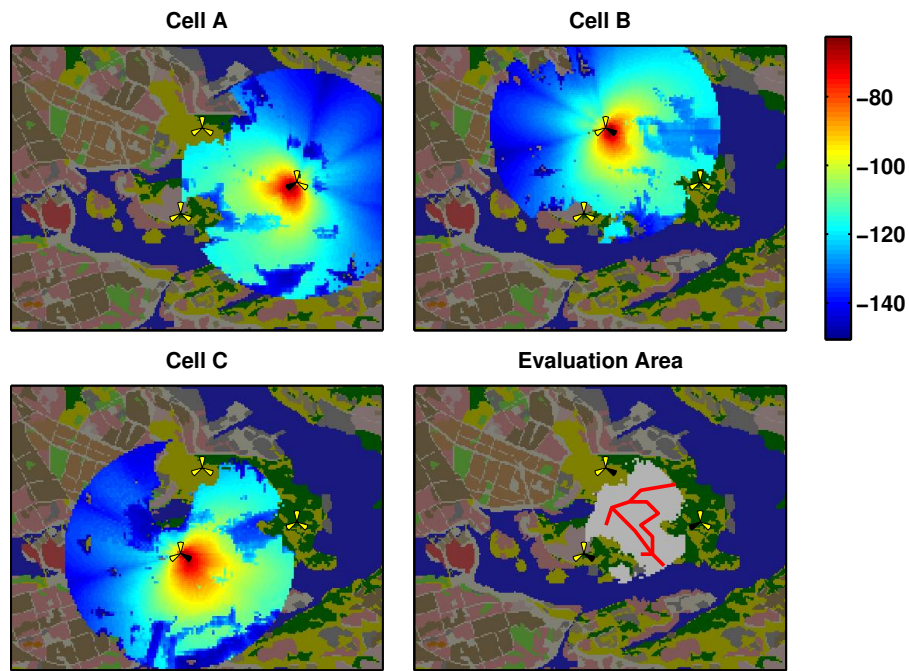 Cell A
Cell B
−80
−100
−120
−140
Cell C
Evaluation Area